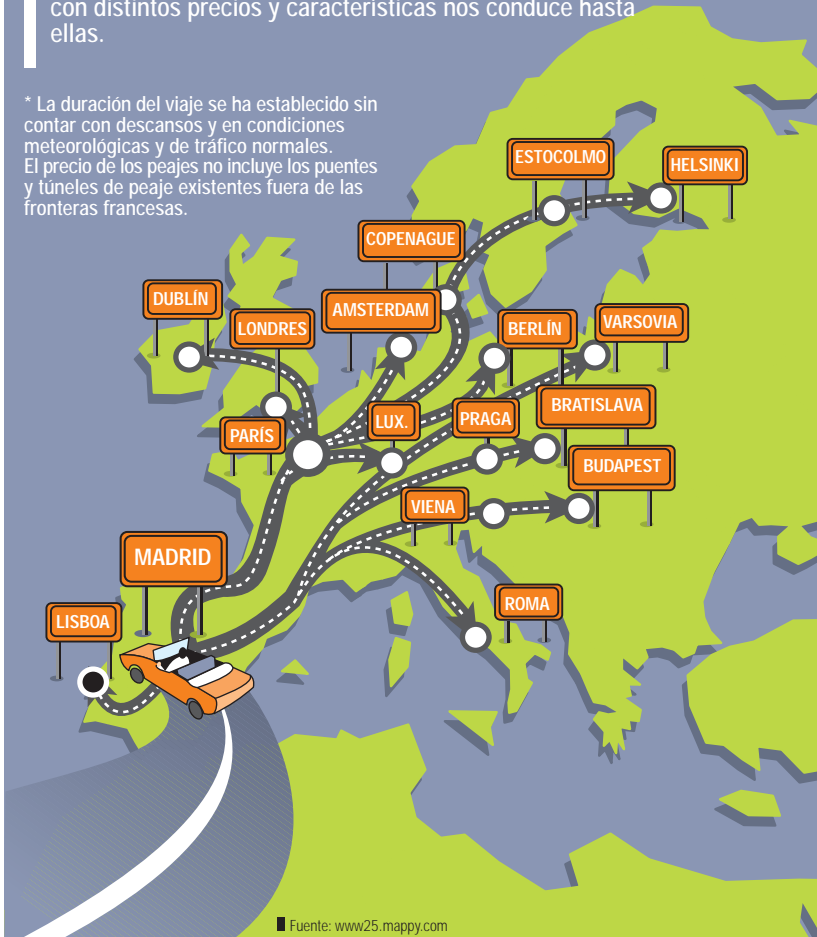 con distintos precios y características nos conduce hasta
ellas.
* La duración del viaje se ha establecido sin
contar con descansos y en condiciones
meteorológicas y de tráfico normales.
El precio de los peajes no incluye los puentes
y túneles de peaje existentes fuera de las
fronteras francesas.
ESTOCOLMO
HELSINKI
COPENAGUE
DUBLÍN
LONDRES
AMSTERDAM
BERLÍN
VARSOVIA
PARÍS
LUX.
PRAGA
BRATISLAVA
BUDAPEST
VIENA
MADRID
LISBOA
ROMA
Fuente: www25.mappy.com